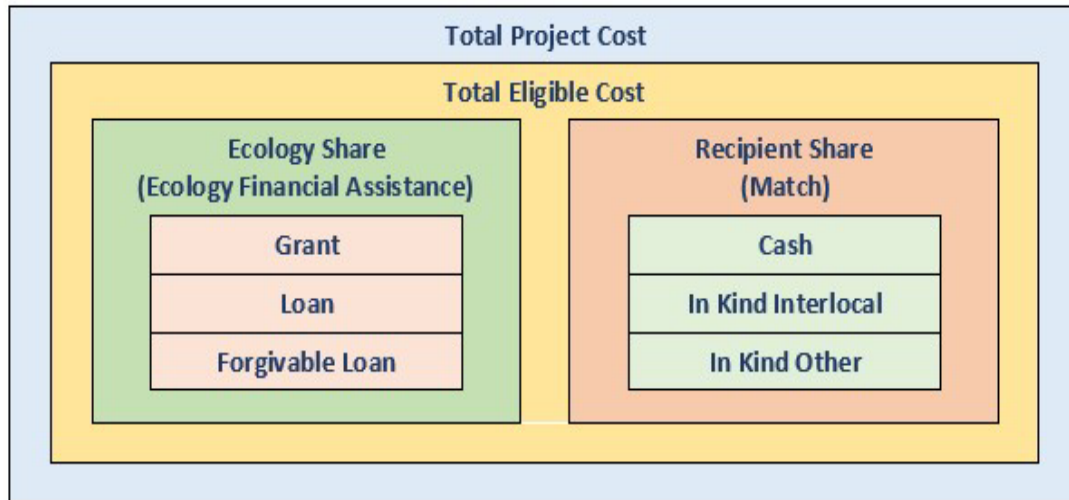 Total Project Cost
Total Eligible Cost
Ecology Share
(Ecology Financial Assistance)
Grant
Loan
Forgivable Loan
Recipient Share
(Match)
Cash
In Kind Interlocal
In Kind Other